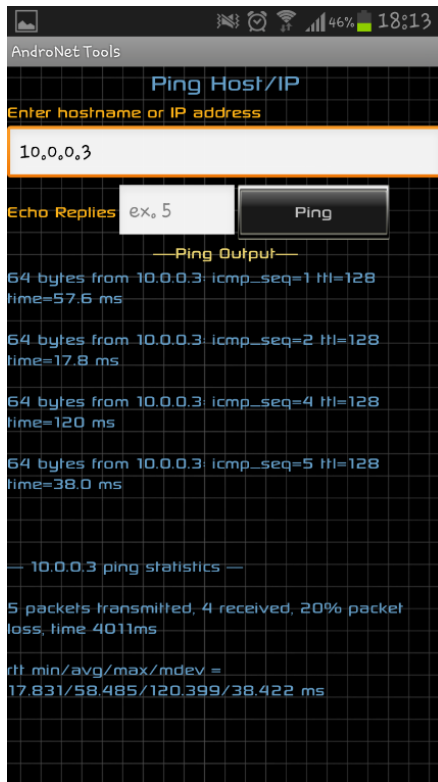 46% 18:13
AndroNet Tools
Ping Host/IP
Enter hostname or IP address
10.0.0.3
Echo Replies ex. 5 Ping
—Ping Output—
64 bytes from 10.0.0.3: icmp_seq=1 ttl=128
time=57.6 ms
64 bytes from 10.0.0.3: icmp_seq=2 ttl=128
time=17.8 ms
64 bytes from 10.0.0.3: icmp_seq=4 ttl=128
time=120 ms
64 bytes from 10.0.0.3: icmp_seq=5 ttl=128
time=38.0 ms
— 10.0.0.3 ping statistics —
5 packets transmitted, 4 received, 20% packet
loss, time 4011ms
rtt min/avg/max/mdev =
17.831/58.485/120.399/38.422 ms